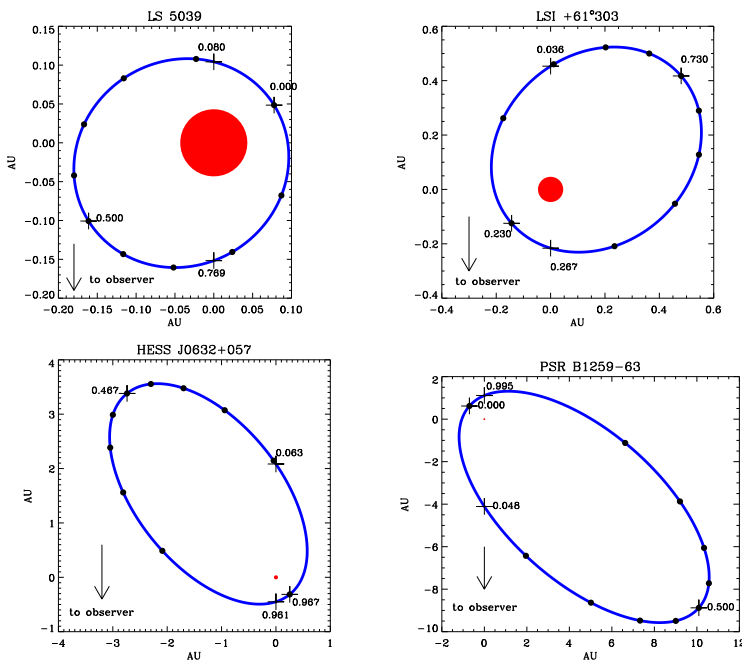 LS 5039
0.15
0.10
0.05
0.00
−0.05
−0.10
−0.15
−0.20
AU
0.080
0.000
0.500
0.769
to observer
−0.20 −0.15 −0.10 −0.05 0.00 0.05 0.10
AU
LSI +61°303
0.6
0.4
0.2
0.0
−0.2
−0.4
AU
0.036
0.730
0.230
0.267
to observer
−0.4 −0.2 0.0 0.2 0.4 0.6
AU
HESS J0632+057
4
3
2
1
0
−1
AU
0.467
0.063
0.967
0.961
to observer
−4 −3 −2 −1 0 1
AU
PSR B1259−63
2
0
−2
−4
−6
−8
−10
AU
0.995
0.000
0.048
0.500
to observer
−2 0 2 4 6 8 10 12
AU